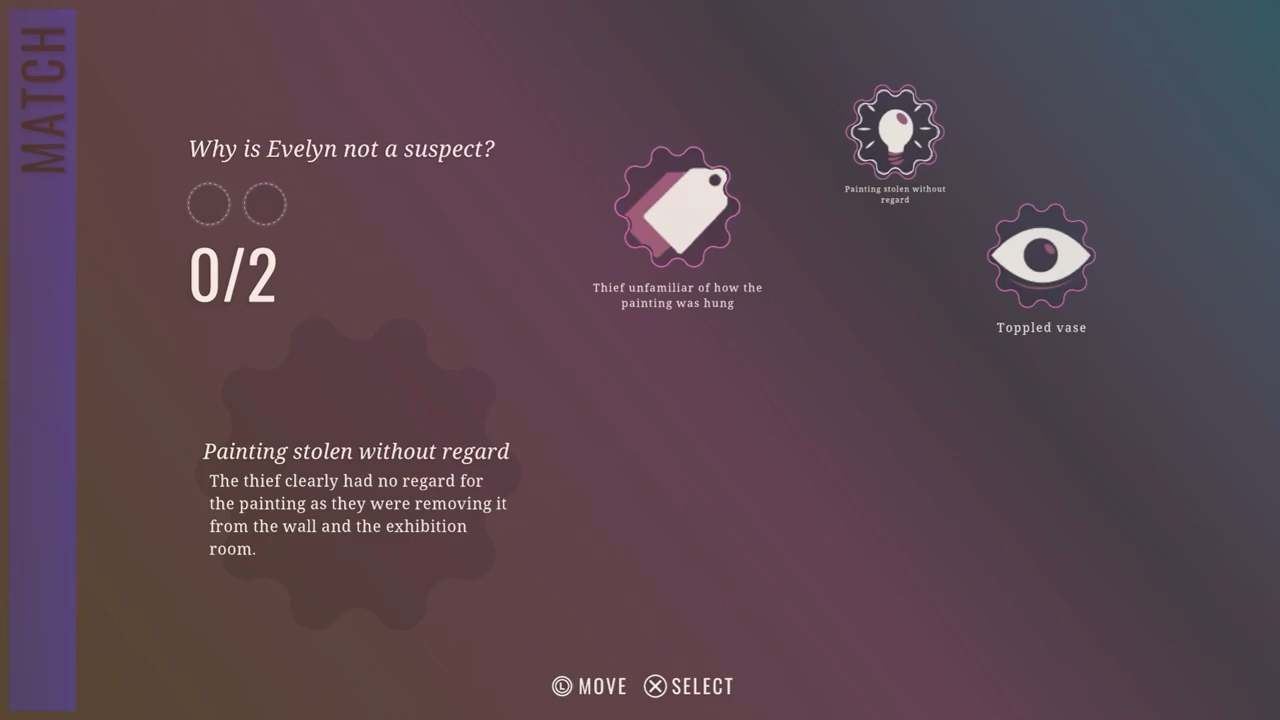 MATCH
Why is Evelyn not a suspect?
0/2
Painting stolen without regard
The thief clearly had no regard for
the painting as they were removing it
from the wall and the exhibition
room.
Thief unfamiliar of how the
painting was hung
Painting stolen without
regard
Toppled vase
L MOVE SELECT